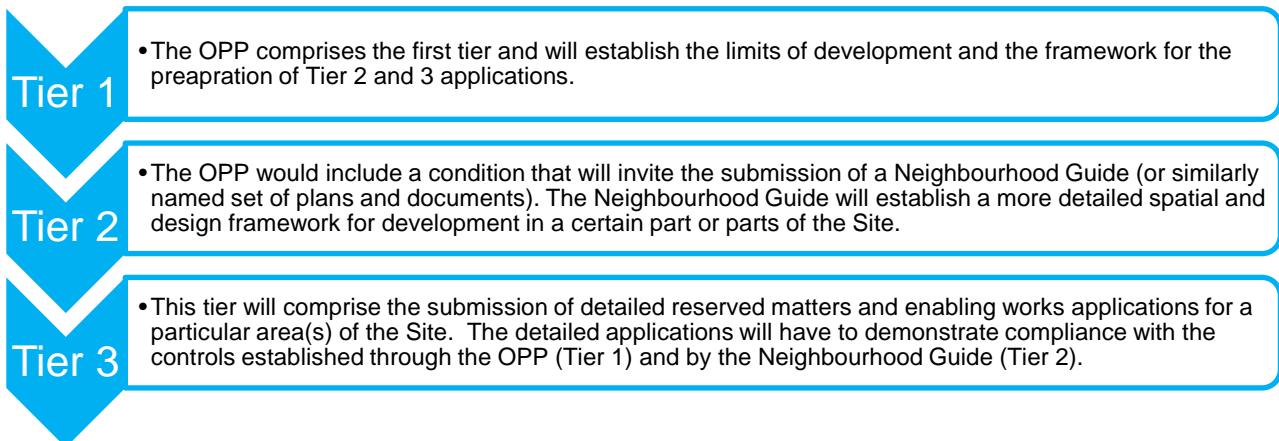 Tier 1
•The OPP comprises the first tier and will establish the limits of development and the framework for the
preapration of Tier 2 and 3 applications.
Tier 2
•The OPP would include a condition that will invite the submission of a Neighbourhood Guide (or similarly
named set of plans and documents). The Neighbourhood Guide will establish a more detailed spatial and
design framework for development in a certain part or parts of the Site.
Tier 3
•This tier will comprise the submission of detailed reserved matters and enabling works applications for a
particular area(s) of the Site.  The detailed applications will have to demonstrate compliance with the
controls established through the OPP (Tier 1) and by the Neighbourhood Guide (Tier 2).